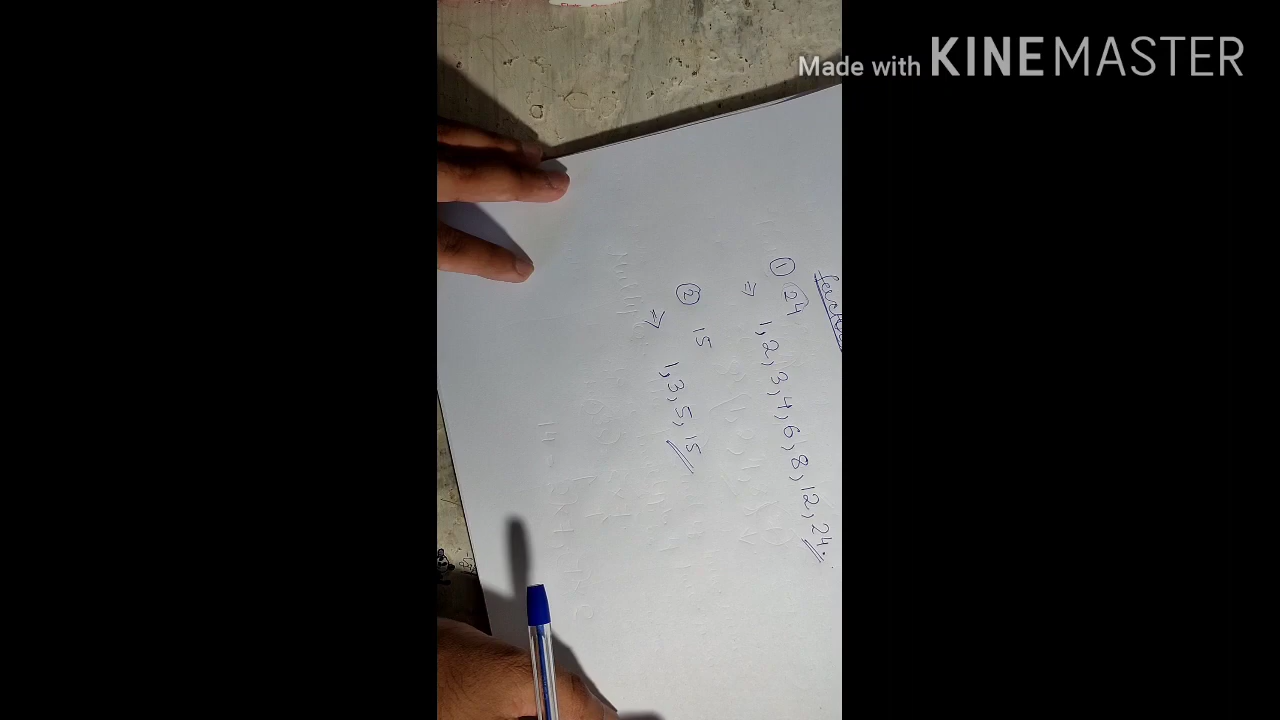 Made with KINEMASTER
① 24
⇒ 1, 2, 3, 4, 6, 8, 12, 24.
② 15
⇒ 1, 3, 5, 15